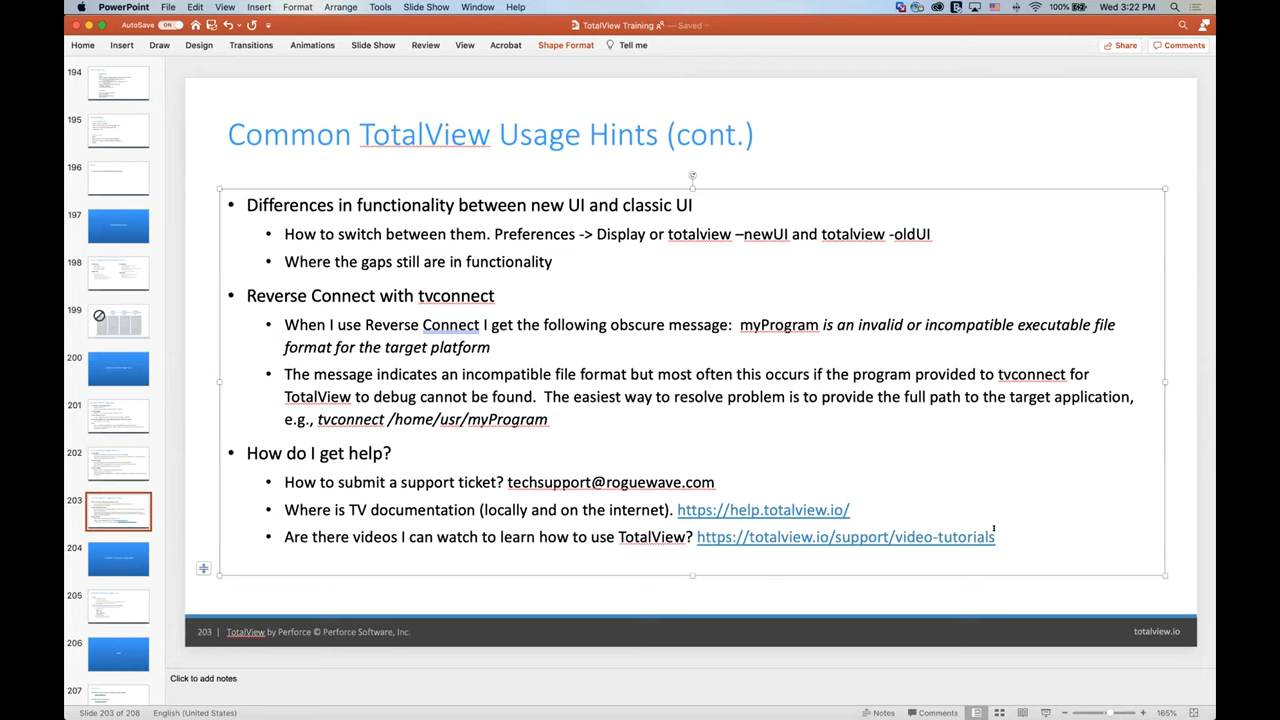 PowerPoint File Edit View Insert Format Arrange Tools Slide Show Window Help 100% Wed 3:22 PM
AutoSave ON TotalView Training — Saved
Home Insert Draw Design Transitions Animations Slide Show Review View Acrobat Shape Format Tell me Share Comments
194
195
196
197
198
199
200
201
202
203
204
205
206
207
Common TotalView Usage Hints (cont.)
• Differences in functionality between new UI and classic UI
• How to switch between them. Preferences -> Display or totalview –newUI and totalview -oldUI
• Where the gaps still are in functionality
• Reverse Connect with tvconnect
• When I use Reverse Connect I get the following obscure message: myProgram is an invalid or incompatible executable file
format for the target platform
• The message indicates an incompatible file format but most often this occurs if the program provided to tvconnect for
TotalView to debug cannot be found. The easiest way to resolve problem is to provide the full path to the target application,
e.g., tvconnect /home/usr/myProgram
• How do I get help?
• How to submit a support ticket? techsupport@roguewave.com
• Where is TV documentation (locally and on the internet). https://help.totalview.io/
• Are there videos I can watch to learn how to use TotalView? https://totalview.io/support/video-tutorials
203 | TotalView by Perforce © Perforce Software, Inc. totalview.io
Click to add notes
Slide 203 of 208 English (United States) Notes Comments 165%